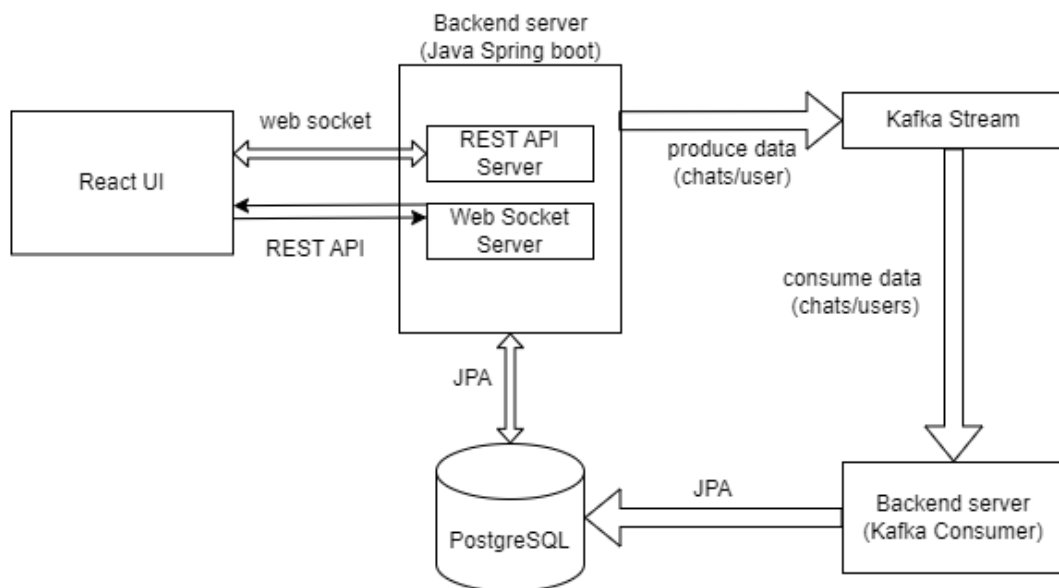 Backend server
(Java Spring boot)
web socket
React UI
REST API
REST API
Server
Web Socket
Server
produce data
(chats/user)
Kafka Stream
consume data
(chats/users)
JPA
PostgreSQL
JPA
Backend server
(Kafka Consumer)